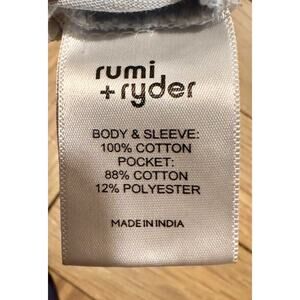 rumi
+ryder
BODY & SLEEVE:
100% COTTON
POCKET:
88% COTTON
12% POLYESTER
MADE IN INDIA